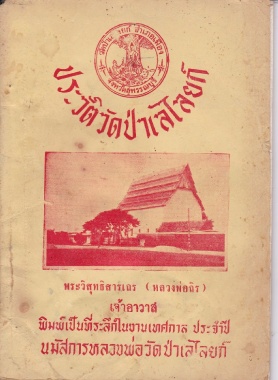 ประวัติวัดป่าเลไลยก์
พระวิสุทธิสารเถร (หลวงพ่อถิร)
เจ้าอาวาส
พิมพ์เป็นที่ระลึกในงานเทศกาล ประจำปี
นมัสการหลวงพ่อวัดป่าเลไลยก์